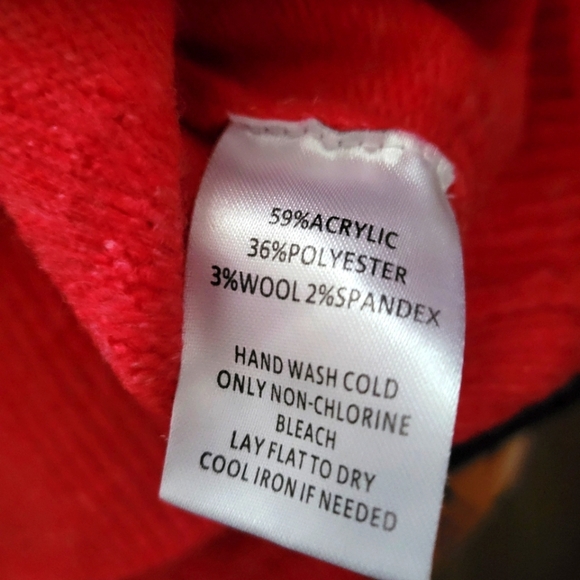 59%ACRYLIC
36%POLYESTER
3%WOOL 2%SPANDEX
HAND WASH COLD
ONLY NON-CHLORINE
BLEACH
LAY FLAT TO DRY
COOL IRON IF NEEDED